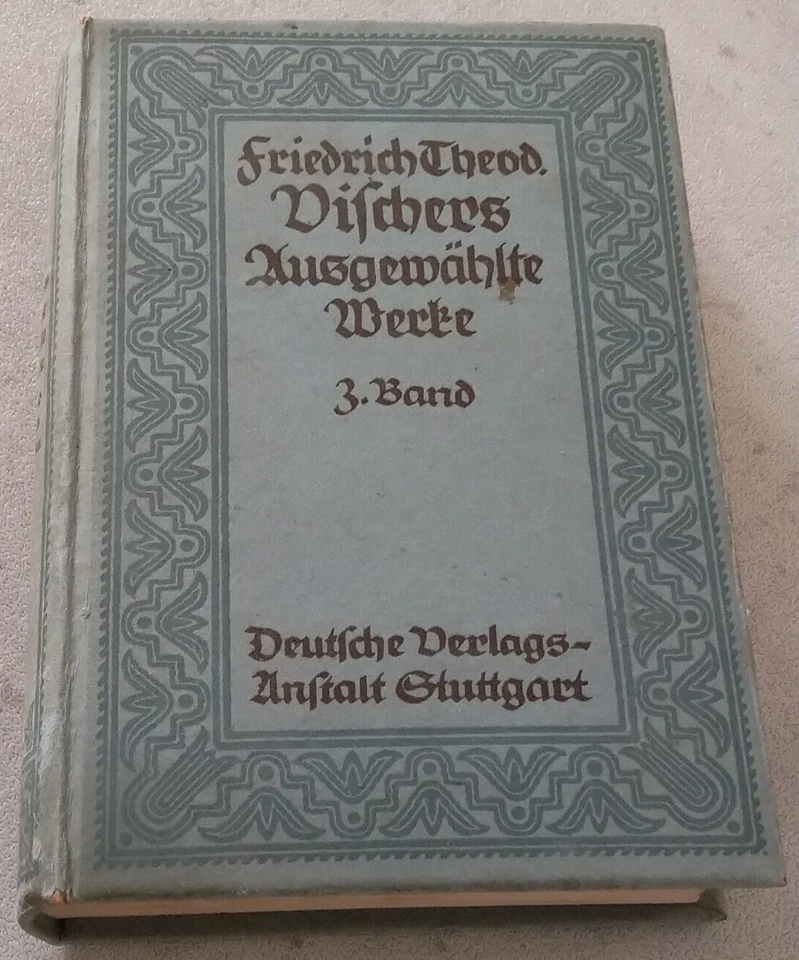 Friedrich Theod.
Viſchers
Ausgewählte
Werke
3. Band
Deutſche Verlags-
Anſtalt Stuttgart